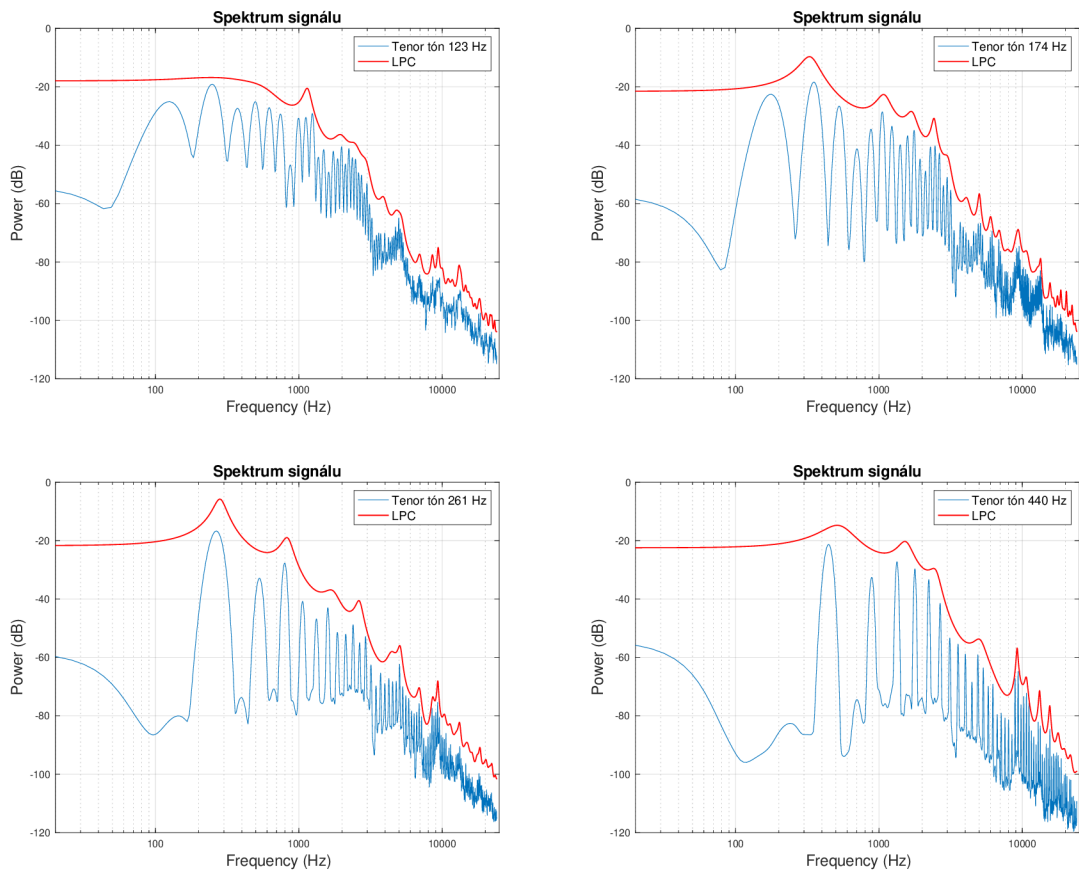 Spektrum signálu
Tenor tón 123 Hz
LPC
Power (dB)
0
-20
-40
-60
-80
-100
-120
100
1000
10000
Frequency (Hz)
Spektrum signálu
Tenor tón 174 Hz
LPC
Power (dB)
0
-20
-40
-60
-80
-100
-120
100
1000
10000
Frequency (Hz)
Spektrum signálu
Tenor tón 261 Hz
LPC
Power (dB)
0
-20
-40
-60
-80
-100
-120
100
1000
10000
Frequency (Hz)
Spektrum signálu
Tenor tón 440 Hz
LPC
Power (dB)
0
-20
-40
-60
-80
-100
-120
100
1000
10000
Frequency (Hz)